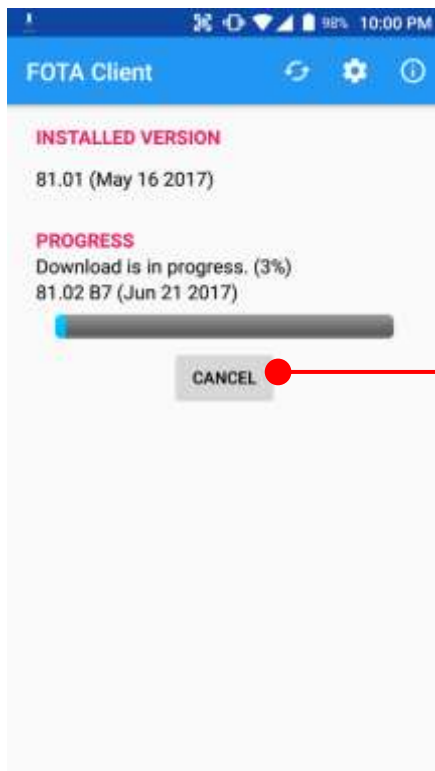 98% 10:00 PM
FOTA Client
INSTALLED VERSION
81.01 (May 16 2017)
PROGRESS
Download is in progress. (3%)
81.02 B7 (Jun 21 2017)
CANCEL